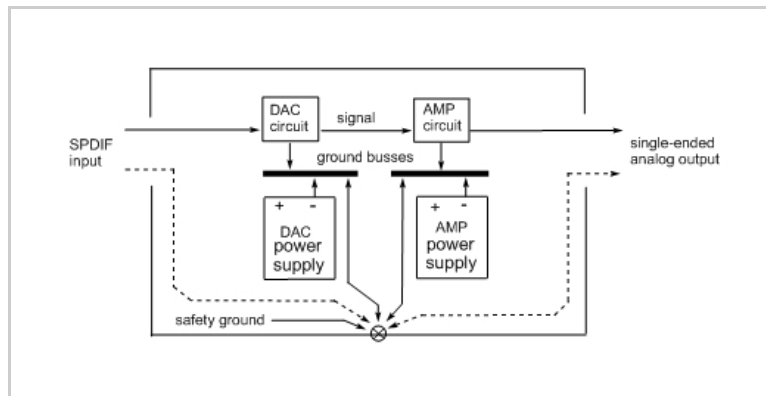 DAC
circuit
signal
AMP
circuit
SPDIF
input
ground busses
single-ended
analog output
+ -
DAC
power
supply
+ -
AMP
power
supply
safety ground